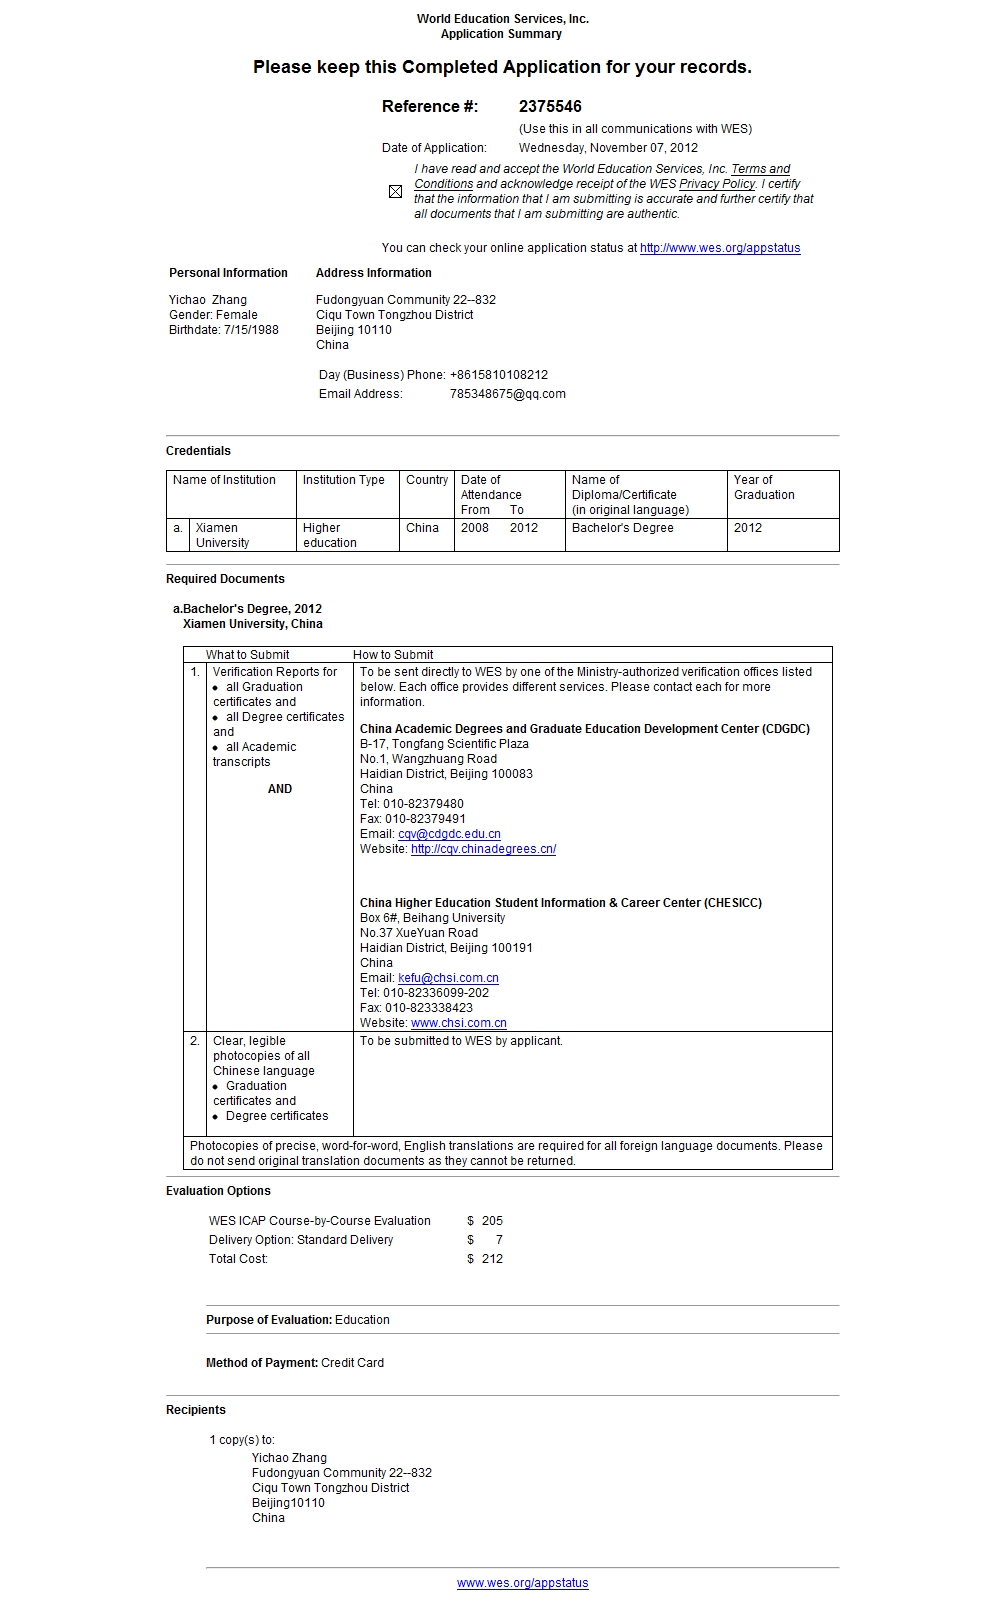 World Education Services, Inc.
Application Summary
Please keep this Completed Application for your records.
Reference #: 2375546
(Use this in all communications with WES)
Date of Application: Wednesday, November 07, 2012
I have read and accept the World Education Services, Inc. Terms and
Conditions and acknowledge receipt of the WES Privacy Policy. I certify
that the information that I am submitting is accurate and further certify that
all documents that I am submitting are authentic.
You can check your online application status at http://www.wes.org/appstatus
Personal Information Address Information
Yichao Zhang Fudongyuan Community 22--832
Gender: Female Ciqu Town Tongzhou District
Birthdate: 7/15/1988 Beijing 10110
China
Day (Business) Phone: +8615810108212
Email Address: 785348675@qq.com
Credentials
Name of Institution Institution Type Country Date of Name of Year of
Attendance Diploma/Certificate Graduation
From To (in original language)
a. Xiamen Higher China 2008 2012 Bachelor's Degree 2012
University education
Required Documents
a.Bachelor's Degree, 2012
Xiamen University, China
What to Submit How to Submit
1. Verification Reports for To be sent directly to WES by one of the Ministry-authorized verification offices listed
• all Graduation below. Each office provides different services. Please contact each for more
certificates and information.
• all Degree certificates
and China Academic Degrees and Graduate Education Development Center (CDGDC)
• all Academic B-17, Tongfang Scientific Plaza
transcripts No.1, Wangzhuang Road
Haidian District, Beijing 100083
AND China
Tel: 010-82379480
Fax: 010-82379491
Email: cqv@cdgdc.edu.cn
Website: http://cqv.chinadegrees.cn/
China Higher Education Student Information & Career Center (CHESICC)
Box 6#, Beihang University
No.37 XueYuan Road
Haidian District, Beijing 100191
China
Email: kefu@chsi.com.cn
Tel: 010-82336099-202
Fax: 010-823338423
Website: www.chsi.com.cn
2. Clear, legible To be submitted to WES by applicant.
photocopies of all
Chinese language
• Graduation
certificates and
• Degree certificates
Photocopies of precise, word-for-word, English translations are required for all foreign language documents. Please
do not send original translation documents as they cannot be returned.
Evaluation Options
WES ICAP Course-by-Course Evaluation $ 205
Delivery Option: Standard Delivery $ 7
Total Cost: $ 212
Purpose of Evaluation: Education
Method of Payment: Credit Card
Recipients
1 copy(s) to:
Yichao Zhang
Fudongyuan Community 22--832
Ciqu Town Tongzhou District
Beijing10110
China
www.wes.org/appstatus